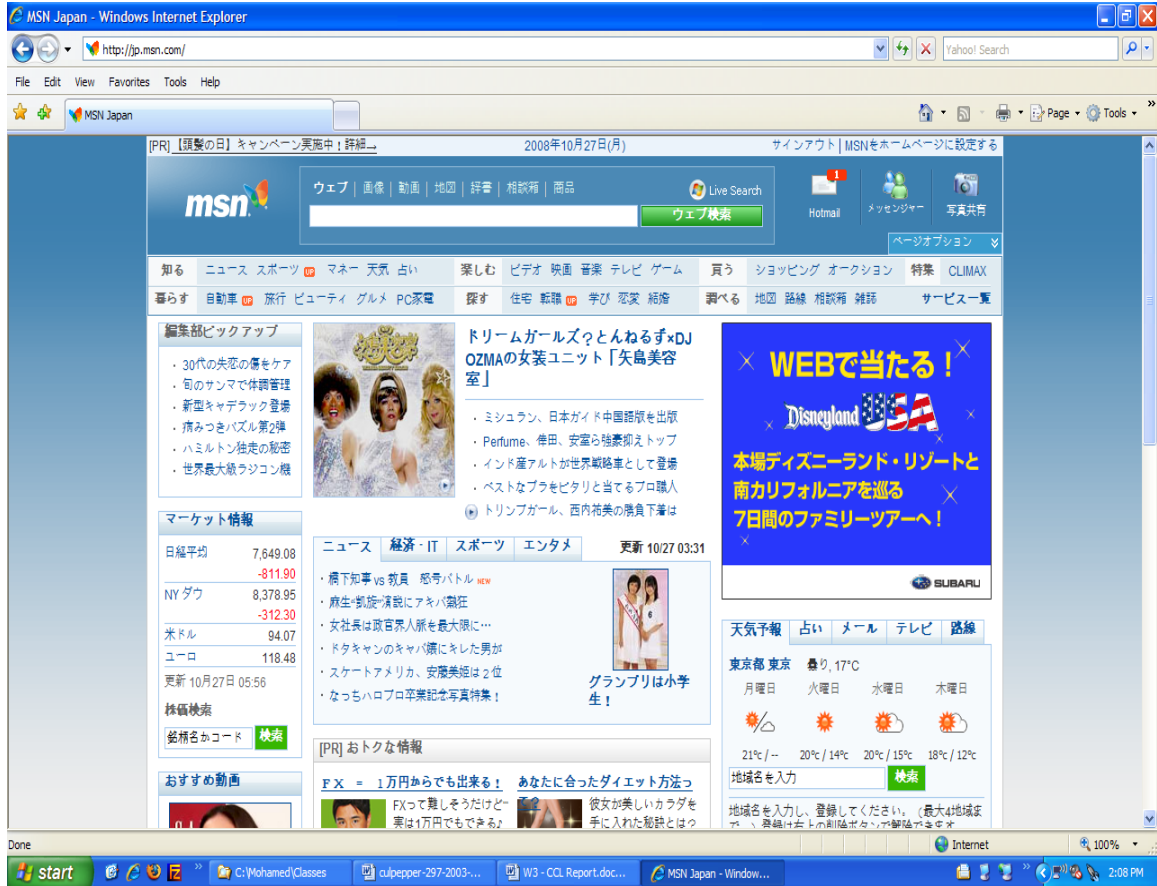 MSN Japan - Windows Internet Explorer
http://jp.msn.com/
Yahoo! Search
File Edit View Favorites Tools Help
MSN Japan
Page Tools
[PR]【頭髪の日】キャンペーン実施中！詳細→ 2008年10月27日(月) サインアウト | MSNをホームページに設定する
msn
ウェブ | 画像 | 動画 | 地図 | 辞書 | 相談箱 | 商品
Live Search
ウェブ検索
1
Hotmail メッセンジャー 写真共有
ページオプション
知る ニュース スポーツ UP マネー 天気 占い 楽しむ ビデオ 映画 音楽 テレビ ゲーム 買う ショッピング オークション 特集 CLIMAX
暮らす 自動車 UP 旅行 ビューティ グルメ PC家電 探す 住宅 転職 UP 学び 恋愛 結婚 調べる 地図 路線 相談箱 雑誌 サービス一覧
編集部ピックアップ
・30代の失恋の傷をケア
・旬のサンマで体調管理
・新型キャデラック登場
・病みつきパズル第2弾
・ハミルトン独走の秘密
・世界最大級ラジコン機
マーケット情報
日経平均 7,649.08
-811.90
NYダウ 8,378.95
-312.30
米ドル 94.07
ユーロ 118.48
更新 10月27日 05:56
株価検索
銘柄名かコード 検索
おすすめ動画
矢島美容室
ドリームガールズ？とんねるず×DJ
OZMAの女装ユニット「矢島美容
室」
・ミシュラン、日本ガイド中国語版を出版
・Perfume、倖田、安室ら強豪抑えトップ
・インド産アルトが世界戦略車として登場
・ベストなブラをピタリと当てるプロ職人
トリンプガール、西内裕美の勝負下着は
ニュース 経済・IT スポーツ エンタメ 更新 10/27 03:31
・橋下知事vs教員 怒号バトル NEW
・麻生“凱旋”演説にアキバ熱狂
・女社長は政官界人脈を最大限に…
・ドタキャンのキャバ嬢にキレた男が
・スケートアメリカ、安藤美姫は2位
・なっちハロプロ卒業記念写真特集！
グランプリは小学
生！
[PR] おトクな情報
FX = 1万円からでも出来る！
FXって難しそうだけど
実は1万円でもできる♪
あなたに合ったダイエット方法っ
て？
彼女が美しいカラダを
手に入れた秘訣とは？
WEBで当たる！
Disneyland USA
本場ディズニーランド・リゾートと
南カリフォルニアを巡る
7日間のファミリーツアーへ！
SUBARU
天気予報 占い メール テレビ 路線
東京都 東京 曇り, 17°C
月曜日 火曜日 水曜日 木曜日
21°c / -- 20°c / 14°c 20°c / 15°c 18°c / 12°c
地域名を入力 検索
地域名を入力し、登録してください。（最大4地域ま
で。）登録は右上の削除ボタンで解除できます
Done Internet 100%
start C:\Mohamed\Classes culpepper-297-2003-... W3 - CCL Report.doc... MSN Japan - Window... 2:08 PM